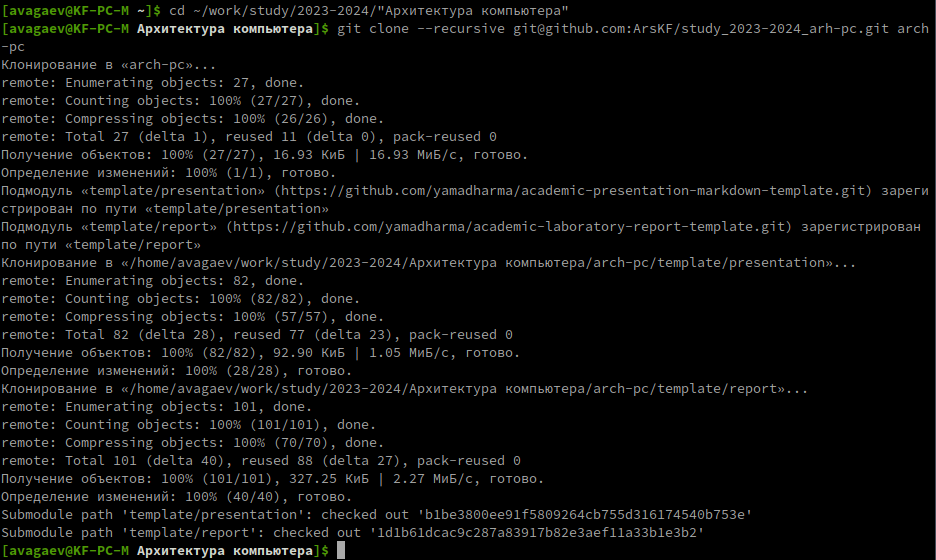 [avagaev@KF-PC-M ~]$ cd ~/work/study/2023-2024/"Архитектура компьютера"
[avagaev@KF-PC-M Архитектура компьютера]$ git clone --recursive git@github.com:ArsKF/study_2023-2024_arh-pc.git arch
-pc
Клонирование в «arch-pc»...
remote: Enumerating objects: 27, done.
remote: Counting objects: 100% (27/27), done.
remote: Compressing objects: 100% (26/26), done.
remote: Total 27 (delta 1), reused 11 (delta 0), pack-reused 0
Получение объектов: 100% (27/27), 16.93 КиБ | 16.93 МиБ/с, готово.
Определение изменений: 100% (1/1), готово.
Подмодуль «template/presentation» (https://github.com/yamadharma/academic-presentation-markdown-template.git) зареги
стрирован по пути «template/presentation»
Подмодуль «template/report» (https://github.com/yamadharma/academic-laboratory-report-template.git) зарегистрирован
по пути «template/report»
Клонирование в «/home/avagaev/work/study/2023-2024/Архитектура компьютера/arch-pc/template/presentation»...
remote: Enumerating objects: 82, done.
remote: Counting objects: 100% (82/82), done.
remote: Compressing objects: 100% (57/57), done.
remote: Total 82 (delta 28), reused 77 (delta 23), pack-reused 0
Получение объектов: 100% (82/82), 92.90 КиБ | 1.05 МиБ/с, готово.
Определение изменений: 100% (28/28), готово.
Клонирование в «/home/avagaev/work/study/2023-2024/Архитектура компьютера/arch-pc/template/report»...
remote: Enumerating objects: 101, done.
remote: Counting objects: 100% (101/101), done.
remote: Compressing objects: 100% (70/70), done.
remote: Total 101 (delta 40), reused 88 (delta 27), pack-reused 0
Получение объектов: 100% (101/101), 327.25 КиБ | 2.27 МиБ/с, готово.
Определение изменений: 100% (40/40), готово.
Submodule path 'template/presentation': checked out 'b1be3800ee91f5809264cb755d316174540b753e'
Submodule path 'template/report': checked out '1d1b61dcac9c287a83917b82e3aef11a33b1e3b2'
[avagaev@KF-PC-M Архитектура компьютера]$